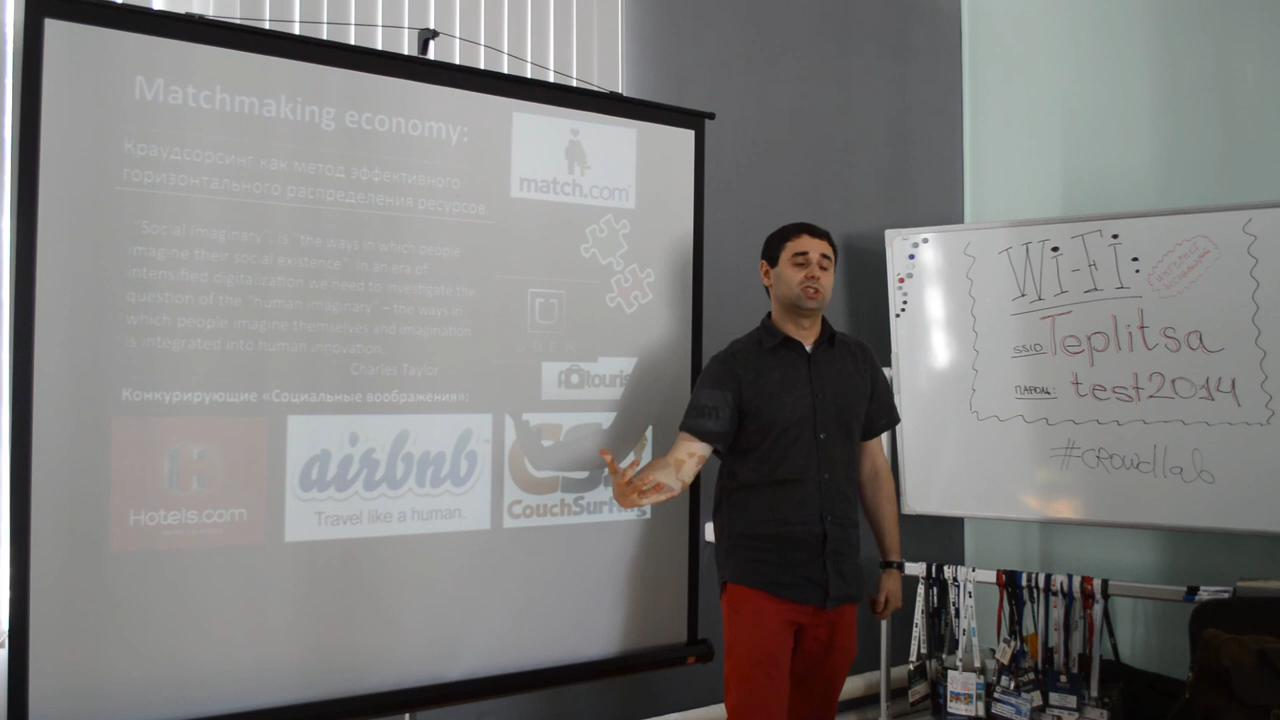 Matchmaking economy:
Краудсорсинг как метод эффективного
горизонтального распределения ресурсов.
match.com
"Social Imaginary", is "the ways in which people
imagine their social existence". In an era of
intensified digitalization we need to investigate the
question of the "human imaginary" – the ways in
which people imagine themselves and imagination
is integrated into human innovation.
Charles Taylor
UBER
touris
Конкурирующие «Социальные воображения»:
H
Hotels.com
airbnb
Travel like a human.
CS
CouchSurfing
Wi-Fi:
SSID Teplitsa
ПАРОЛЬ: test2014
#CROWDLAB